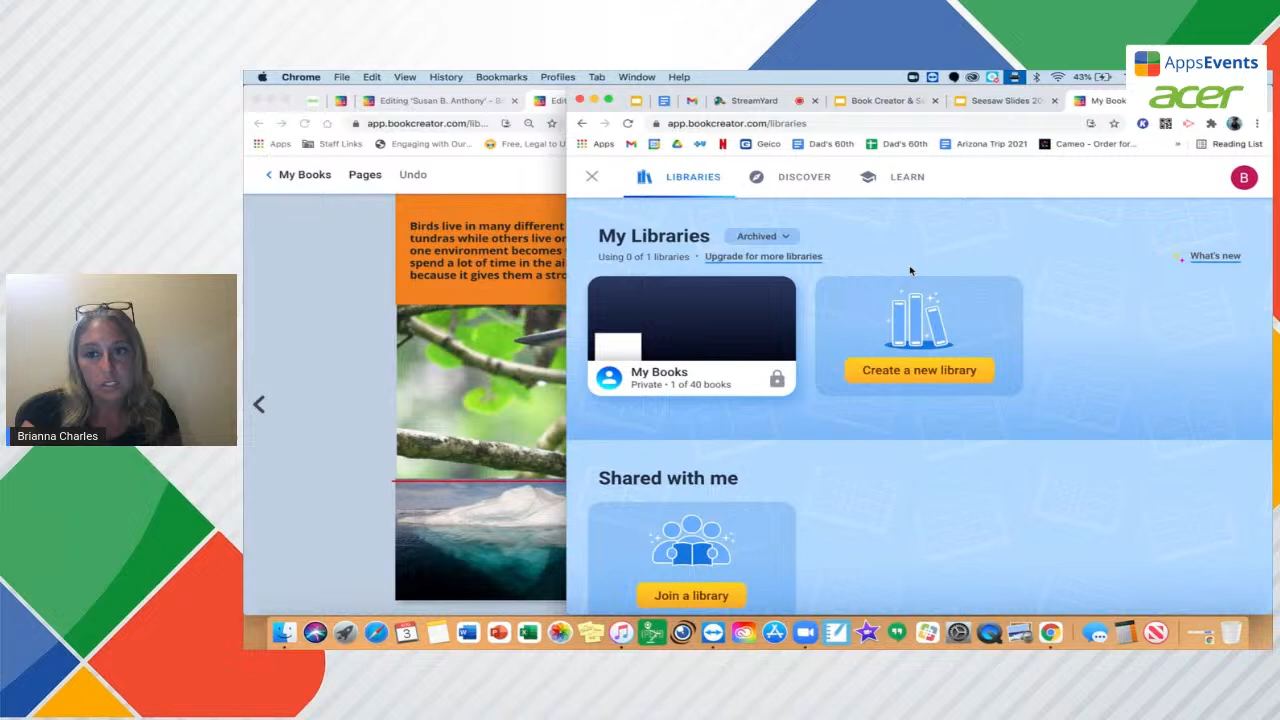 AppsEvents
acer
Chrome File Edit View History Bookmarks Profiles Tab Window Help
43%
Editing 'Susan B. Anthony' - B
Edit
StreamYard
Book Creator & S
Seesaw Slides 20
My Book
app.bookcreator.com/lib...
app.bookcreator.com/libraries
Apps
Staff Links
Engaging with Our...
Free, Legal to U
Apps
Geico
Dad's 60th
Dad's 60th
Arizona Trip 2021
Cameo - Order for...
»
Reading List
My Books
Pages
Undo
LIBRARIES
DISCOVER
LEARN
B
Birds live in many different
tundras while others live or
one environment becomes
spend a lot of time in the ai
because it gives them a stro
My Libraries
Archived
Using 0 of 1 libraries • Upgrade for more libraries
What's new
My Books
Private • 1 of 40 books
Create a new library
Shared with me
Join a library
Brianna Charles
3